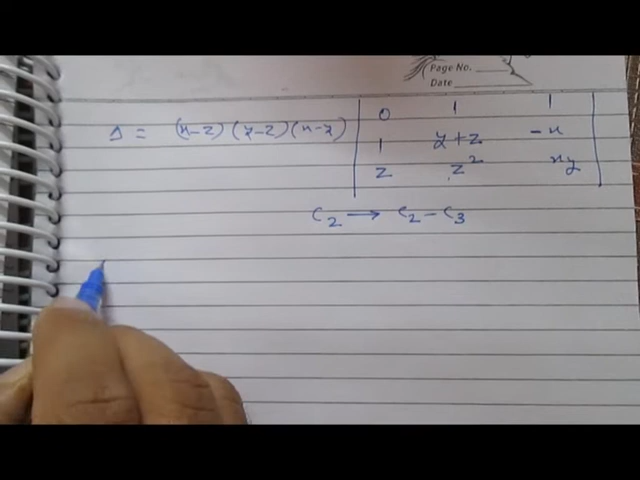 Page No.
Date
Δ = (x-z) (y-z) (x-y) | 0 1 1 |
| 1 y+z -x |
| z z² xy |
C₂ → C₂ - C₃